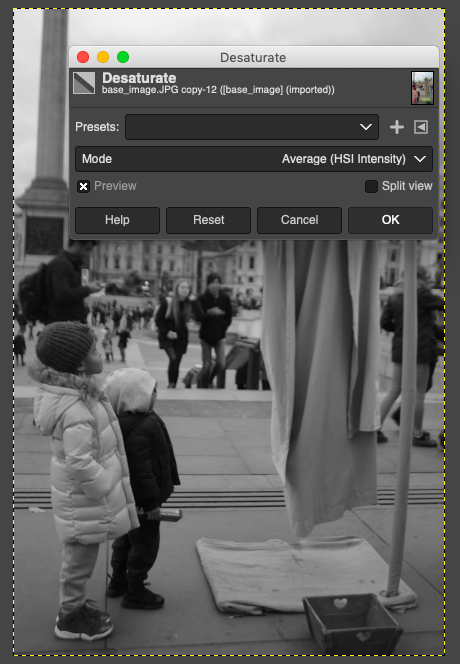 Desaturate
Desaturate
base_image.JPG copy-12 ([base_image] (imported))
Presets:
Mode Average (HSI Intensity)
Preview Split view
Help Reset Cancel OK